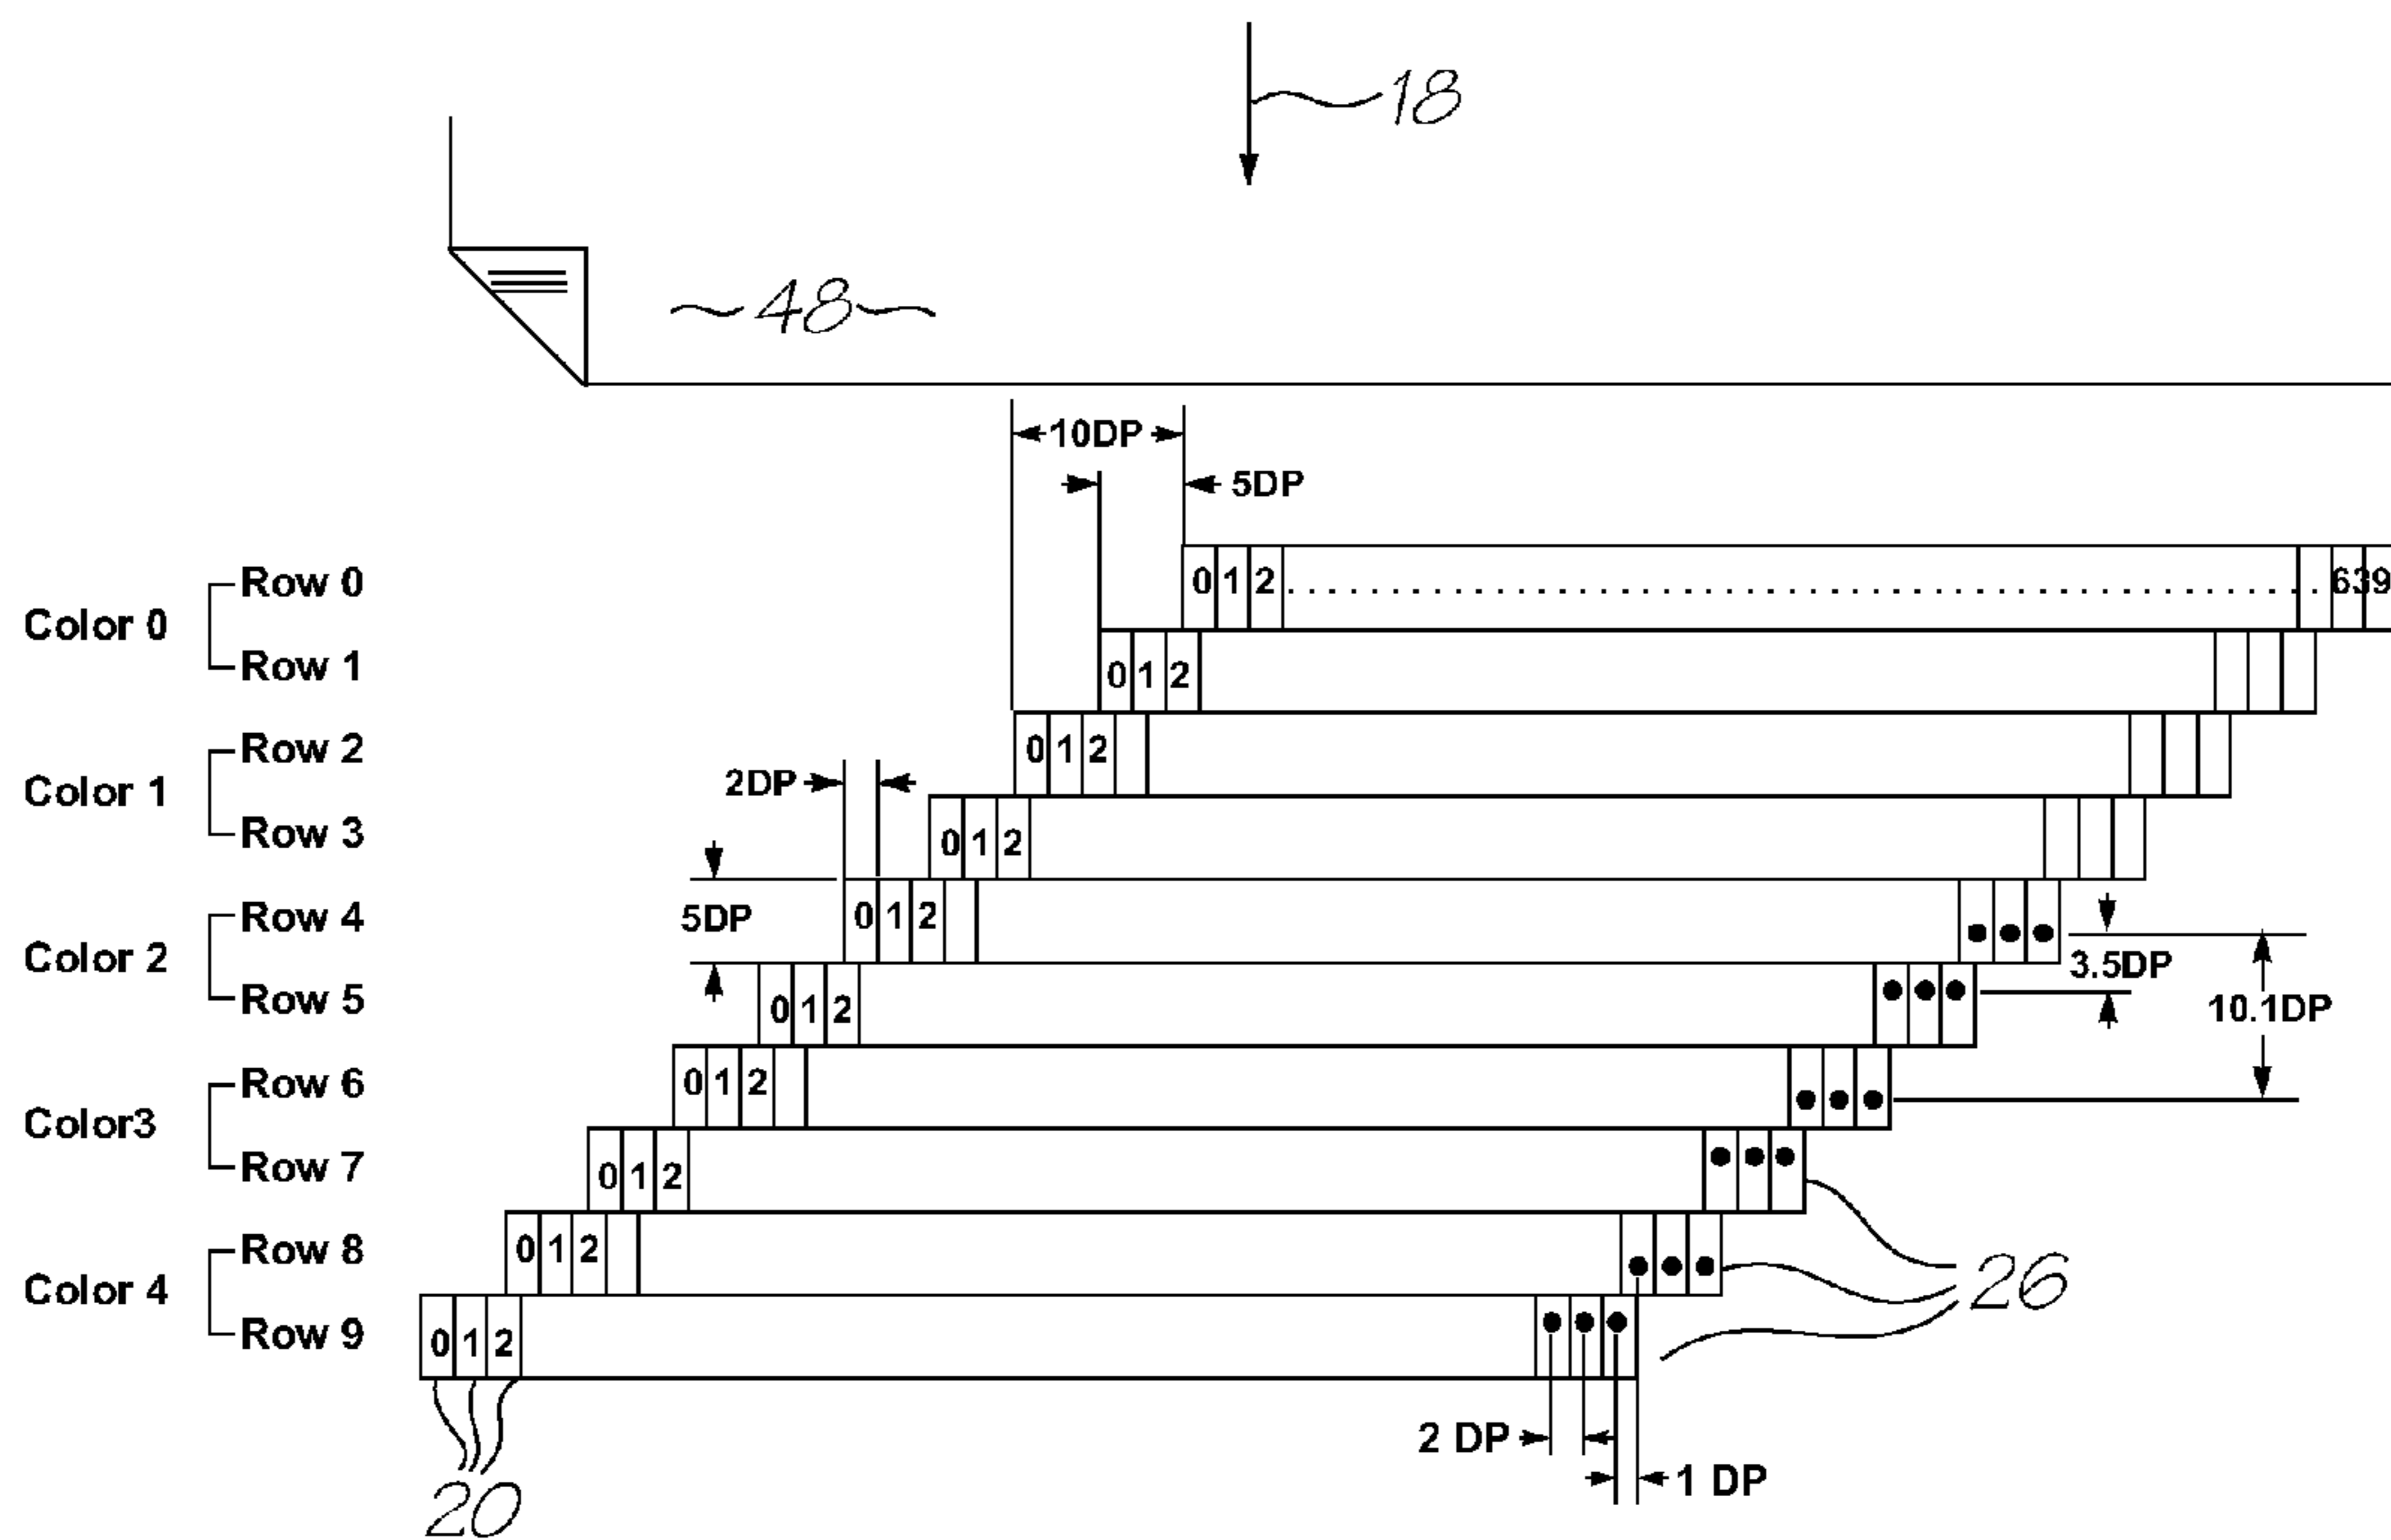 18
48
10DP
5DP
Color 0
Row 0
0 1 2 639
Row 1
0 1 2
Color 1
Row 2
0 1 2
2DP
Row 3
0 1 2
Color 2
Row 4
5DP
0 1 2
3.5DP
Row 5
0 1 2
10.1DP
Color3
Row 6
0 1 2
Row 7
0 1 2
Color 4
Row 8
0 1 2
26
Row 9
0 1 2
2 DP
1 DP
20